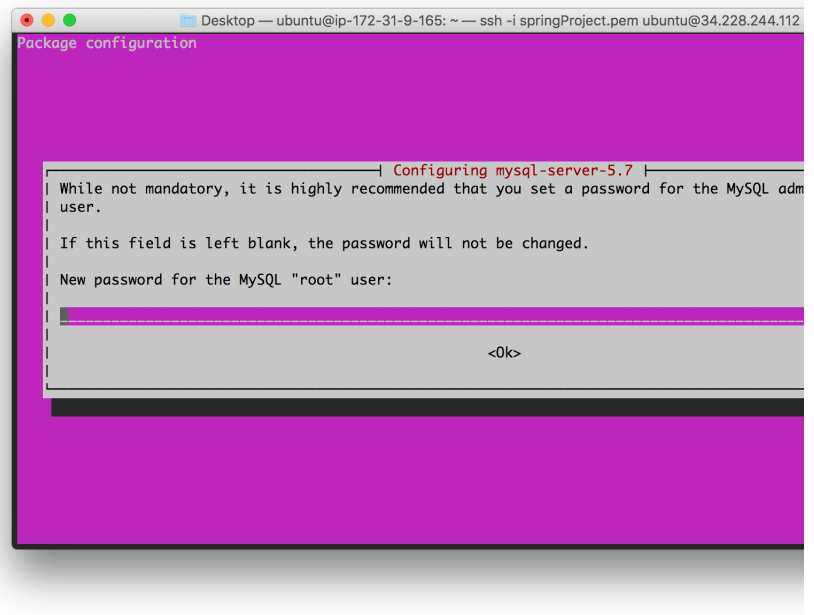 Desktop — ubuntu@ip-172-31-9-165: ~ — ssh -i springProject.pem ubuntu@34.228.244.112
Package configuration
Configuring mysql-server-5.7
While not mandatory, it is highly recommended that you set a password for the MySQL adm
user.
If this field is left blank, the password will not be changed.
New password for the MySQL "root" user:
<Ok>